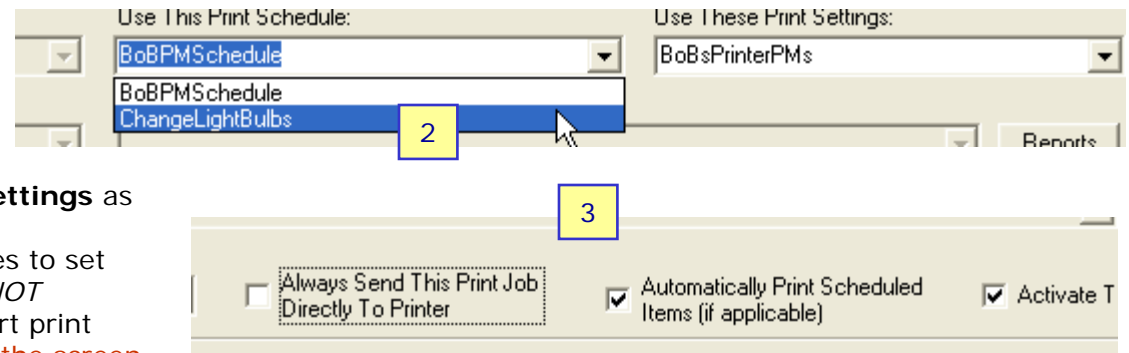 Use This Print Schedule:
Use These Print Settings:
BoBPMSchedule
BoBsPrinterPMs
BoBPMSchedule
ChangeLightBulbs
2
Reports
ettings as
3
es to set
Always Send This Print Job
Directly To Printer
Automatically Print Scheduled
Items (if applicable)
Activate T
NOT
rt print
the screen